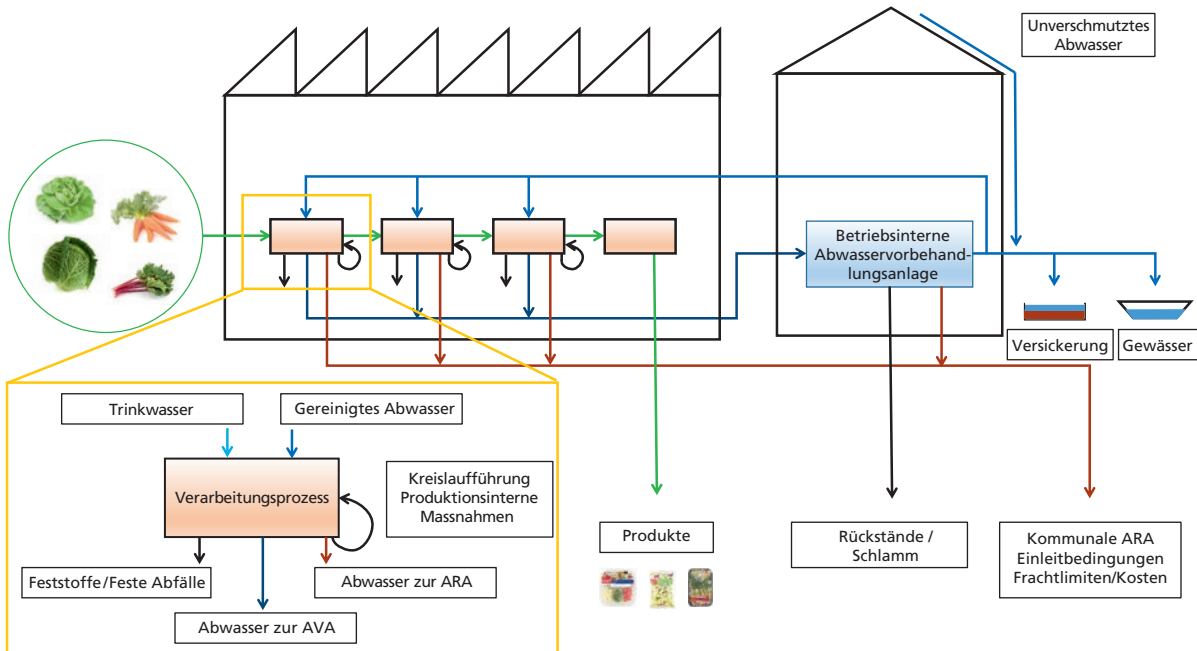 Unverschmutztes
Abwasser
Betriebsinterne
Abwasservorbehand-
lungsanlage
Versickerung
Gewässer
Trinkwasser
Gereinigtes Abwasser
Verarbeitungsprozess
Kreislaufführung
Produktionsinterne
Massnahmen
Feststoffe/Feste Abfälle
Abwasser zur ARA
Abwasser zur AVA
Produkte
Rückstände /
Schlamm
Kommunale ARA
Einleitbedingungen
Frachtlimiten/Kosten